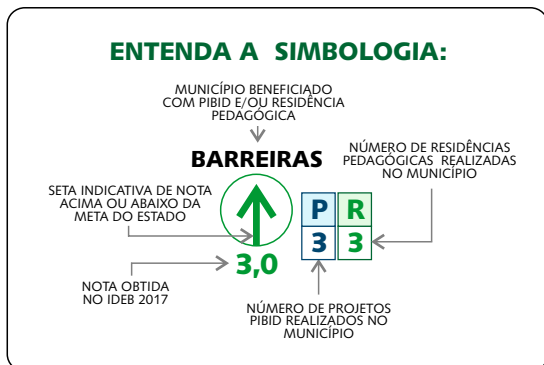 ENTENDA A SIMBOLOGIA:
MUNICÍPIO BENEFICIADO
COM PIBID E/OU RESIDÊNCIA
PEDAGÓGICA
BARREIRAS
NÚMERO DE RESIDÊNCIAS
PEDAGÓGICAS REALIZADAS
NO MUNICÍPIO
SETA INDICATIVA DE NOTA
ACIMA OU ABAIXO DA
META DO ESTADO
P R
3 3
3,0
NOTA OBTIDA
NO IDEB 2017
NÚMERO DE PROJETOS
PIBID REALIZADOS NO
MUNICÍPIO